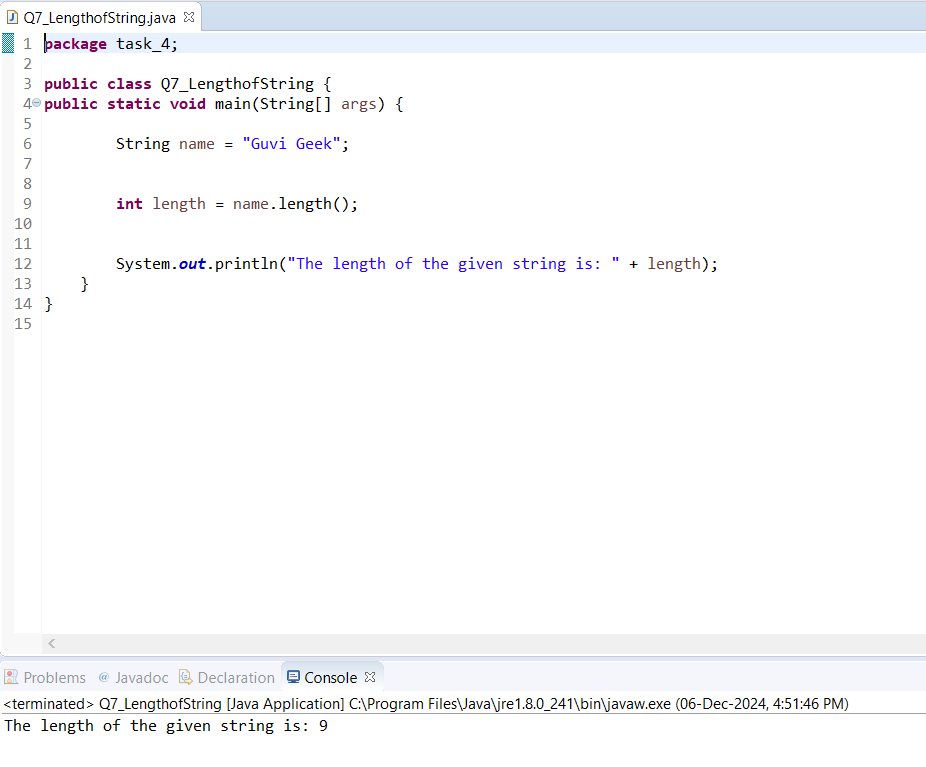 Q7_LengthofString.java
1 package task_4;
2
3 public class Q7_LengthofString {
4 public static void main(String[] args) {
5
6         String name = "Guvi Geek";
7
8
9         int length = name.length();
10
11
12         System.out.println("The length of the given string is: " + length);
13     }
14 }
15
Problems @ Javadoc Declaration Console
<terminated> Q7_LengthofString [Java Application] C:\Program Files\Java\jre1.8.0_241\bin\javaw.exe (06-Dec-2024, 4:51:46 PM)
The length of the given string is: 9